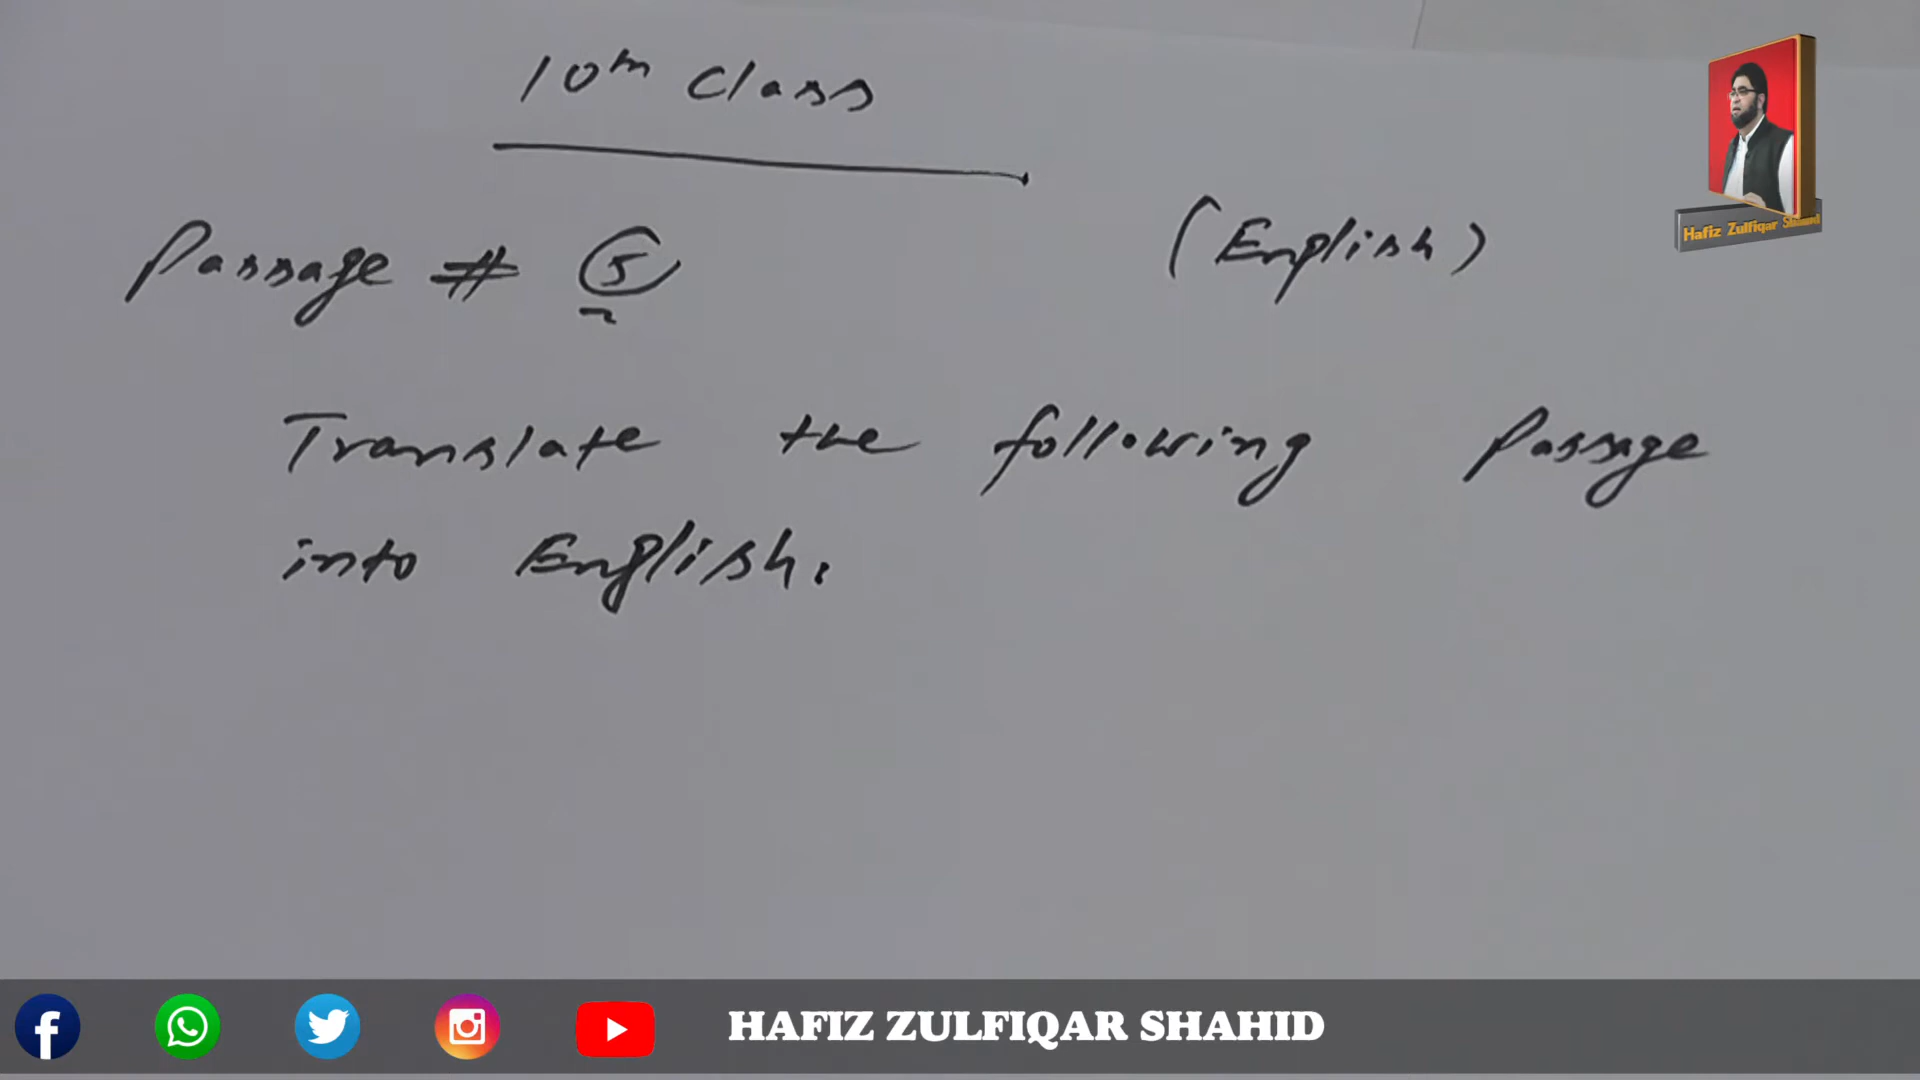 10th Class
Passage # 5
(English)
Hafiz Zulfiqar Shahid
Translate the following Passage
into English.
HAFIZ ZULFIQAR SHAHID